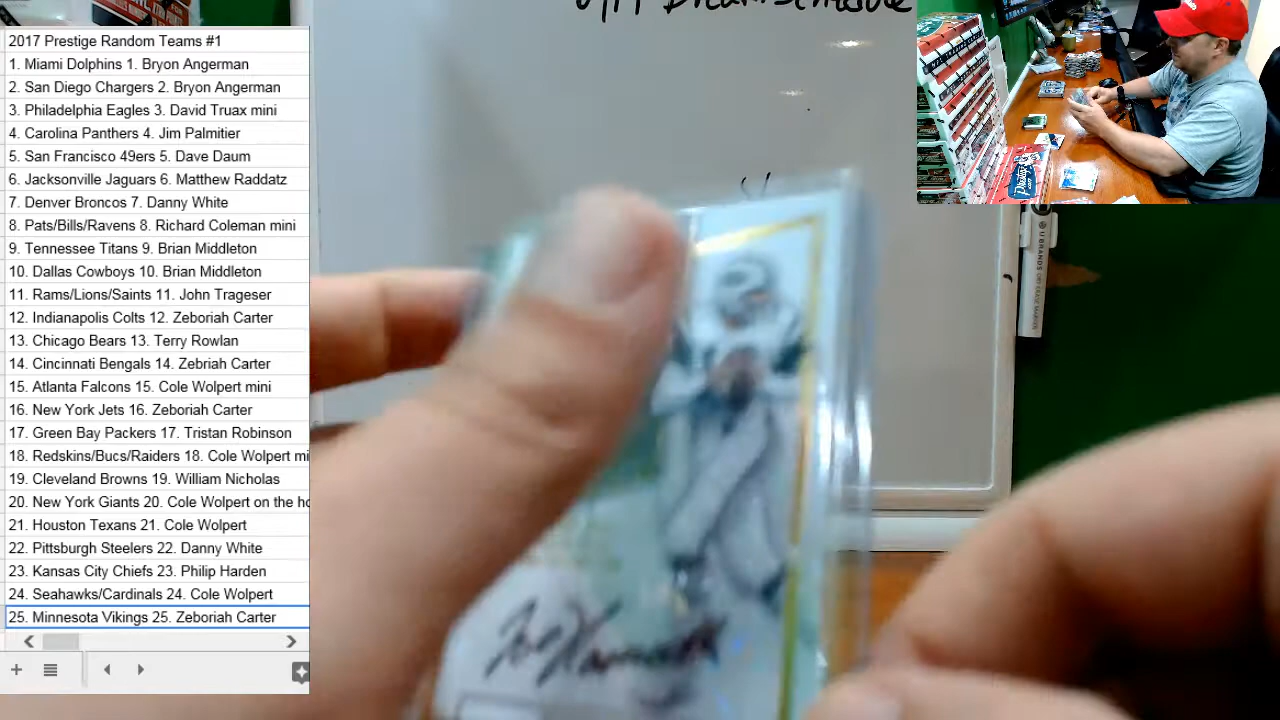 2017 Prestige Random Teams #1
1. Miami Dolphins 1. Bryon Angerman
2. San Diego Chargers 2. Bryon Angerman
3. Philadelphia Eagles 3. David Truax mini
4. Carolina Panthers 4. Jim Palmitier
5. San Francisco 49ers 5. Dave Daum
6. Jacksonville Jaguars 6. Matthew Raddatz
7. Denver Broncos 7. Danny White
8. Pats/Bills/Ravens 8. Richard Coleman mini
9. Tennessee Titans 9. Brian Middleton
10. Dallas Cowboys 10. Brian Middleton
11. Rams/Lions/Saints 11. John Trageser
12. Indianapolis Colts 12. Zeboriah Carter
13. Chicago Bears 13. Terry Rowlan
14. Cincinnati Bengals 14. Zebriah Carter
15. Atlanta Falcons 15. Cole Wolpert mini
16. New York Jets 16. Zeboriah Carter
17. Green Bay Packers 17. Tristan Robinson
18. Redskins/Bucs/Raiders 18. Cole Wolpert mi
19. Cleveland Browns 19. William Nicholas
20. New York Giants 20. Cole Wolpert on the ho
21. Houston Texans 21. Cole Wolpert
22. Pittsburgh Steelers 22. Danny White
23. Kansas City Chiefs 23. Philip Harden
24. Seahawks/Cardinals 24. Cole Wolpert
25. Minnesota Vikings 25. Zeboriah Carter
U BRANDS
Joe Namath